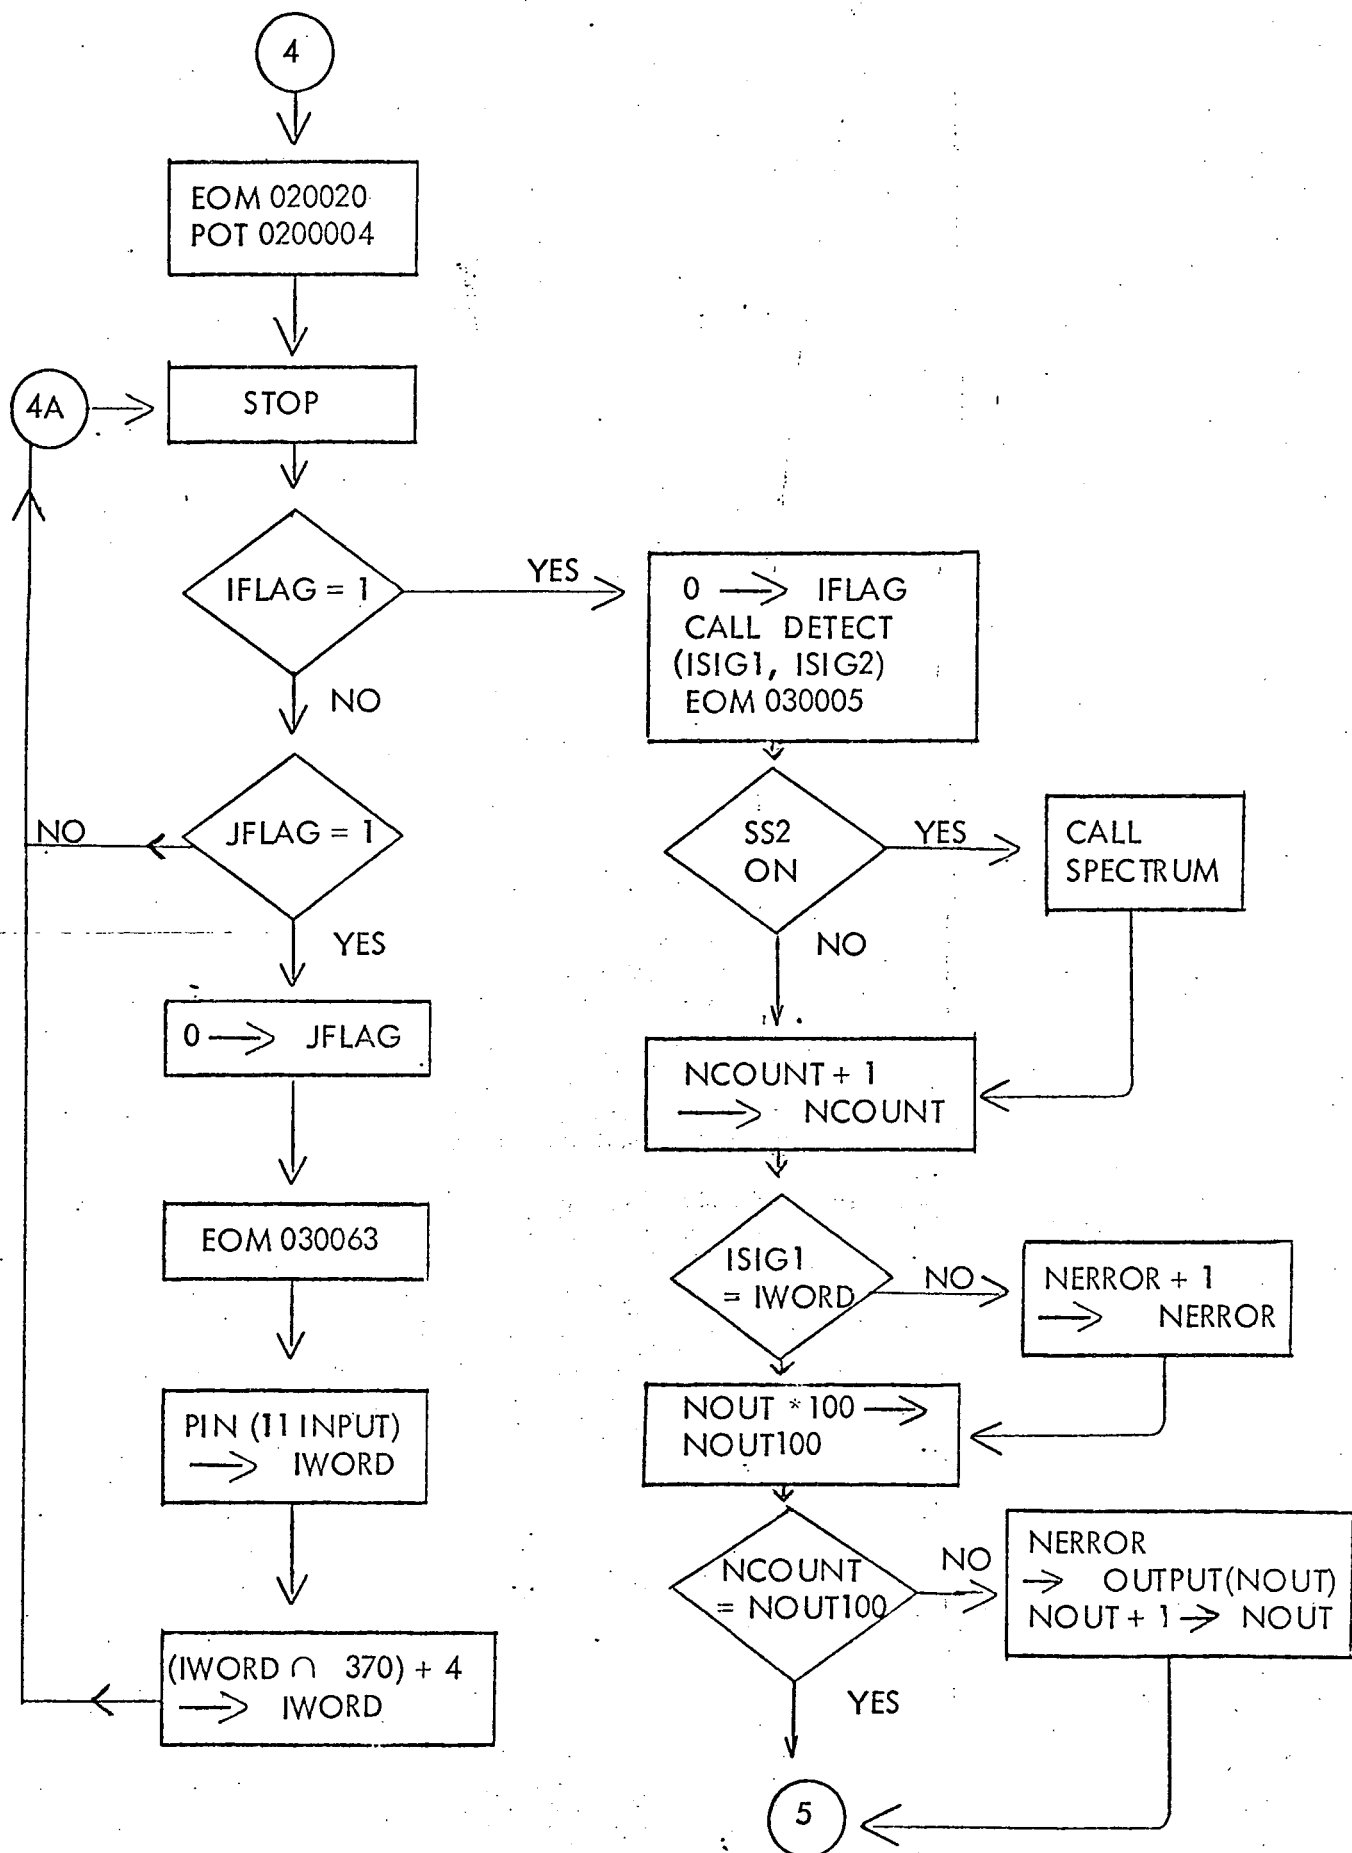 4
EOM 020020
POT 0200004
4A
STOP
IFLAG = 1
YES
NO
0 → IFLAG
CALL DETECT
(ISIG1, ISIG2)
EOM 030005
JFLAG = 1
NO
YES
SS2
ON
YES
NO
CALL
SPECTRUM
0 → JFLAG
NCOUNT + 1
→ NCOUNT
EOM 030063
ISIG1
= IWORD
NO
NERROR + 1
→ NERROR
PIN (11 INPUT)
→ IWORD
NOUT * 100 →
NOUT100
NCOUNT
= NOUT100
NO
YES
NERROR
→ OUTPUT(NOUT)
NOUT + 1 → NOUT
(IWORD ∩ 370) + 4
→ IWORD
5